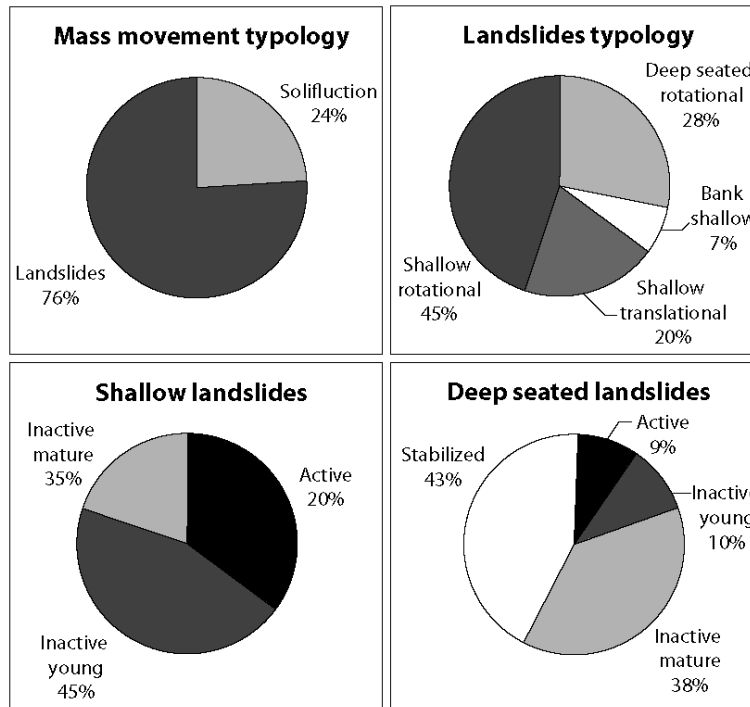 Mass movement typology
Solifluction
24%
Landslides
76%
Landslides typology
Deep seated
rotational
28%
Bank
shallow
7%
Shallow
translational
20%
Shallow
rotational
45%
Shallow landslides
Inactive
mature
35%
Active
20%
Inactive
young
45%
Deep seated landslides
Active
9%
Inactive
young
10%
Inactive
mature
38%
Stabilized
43%